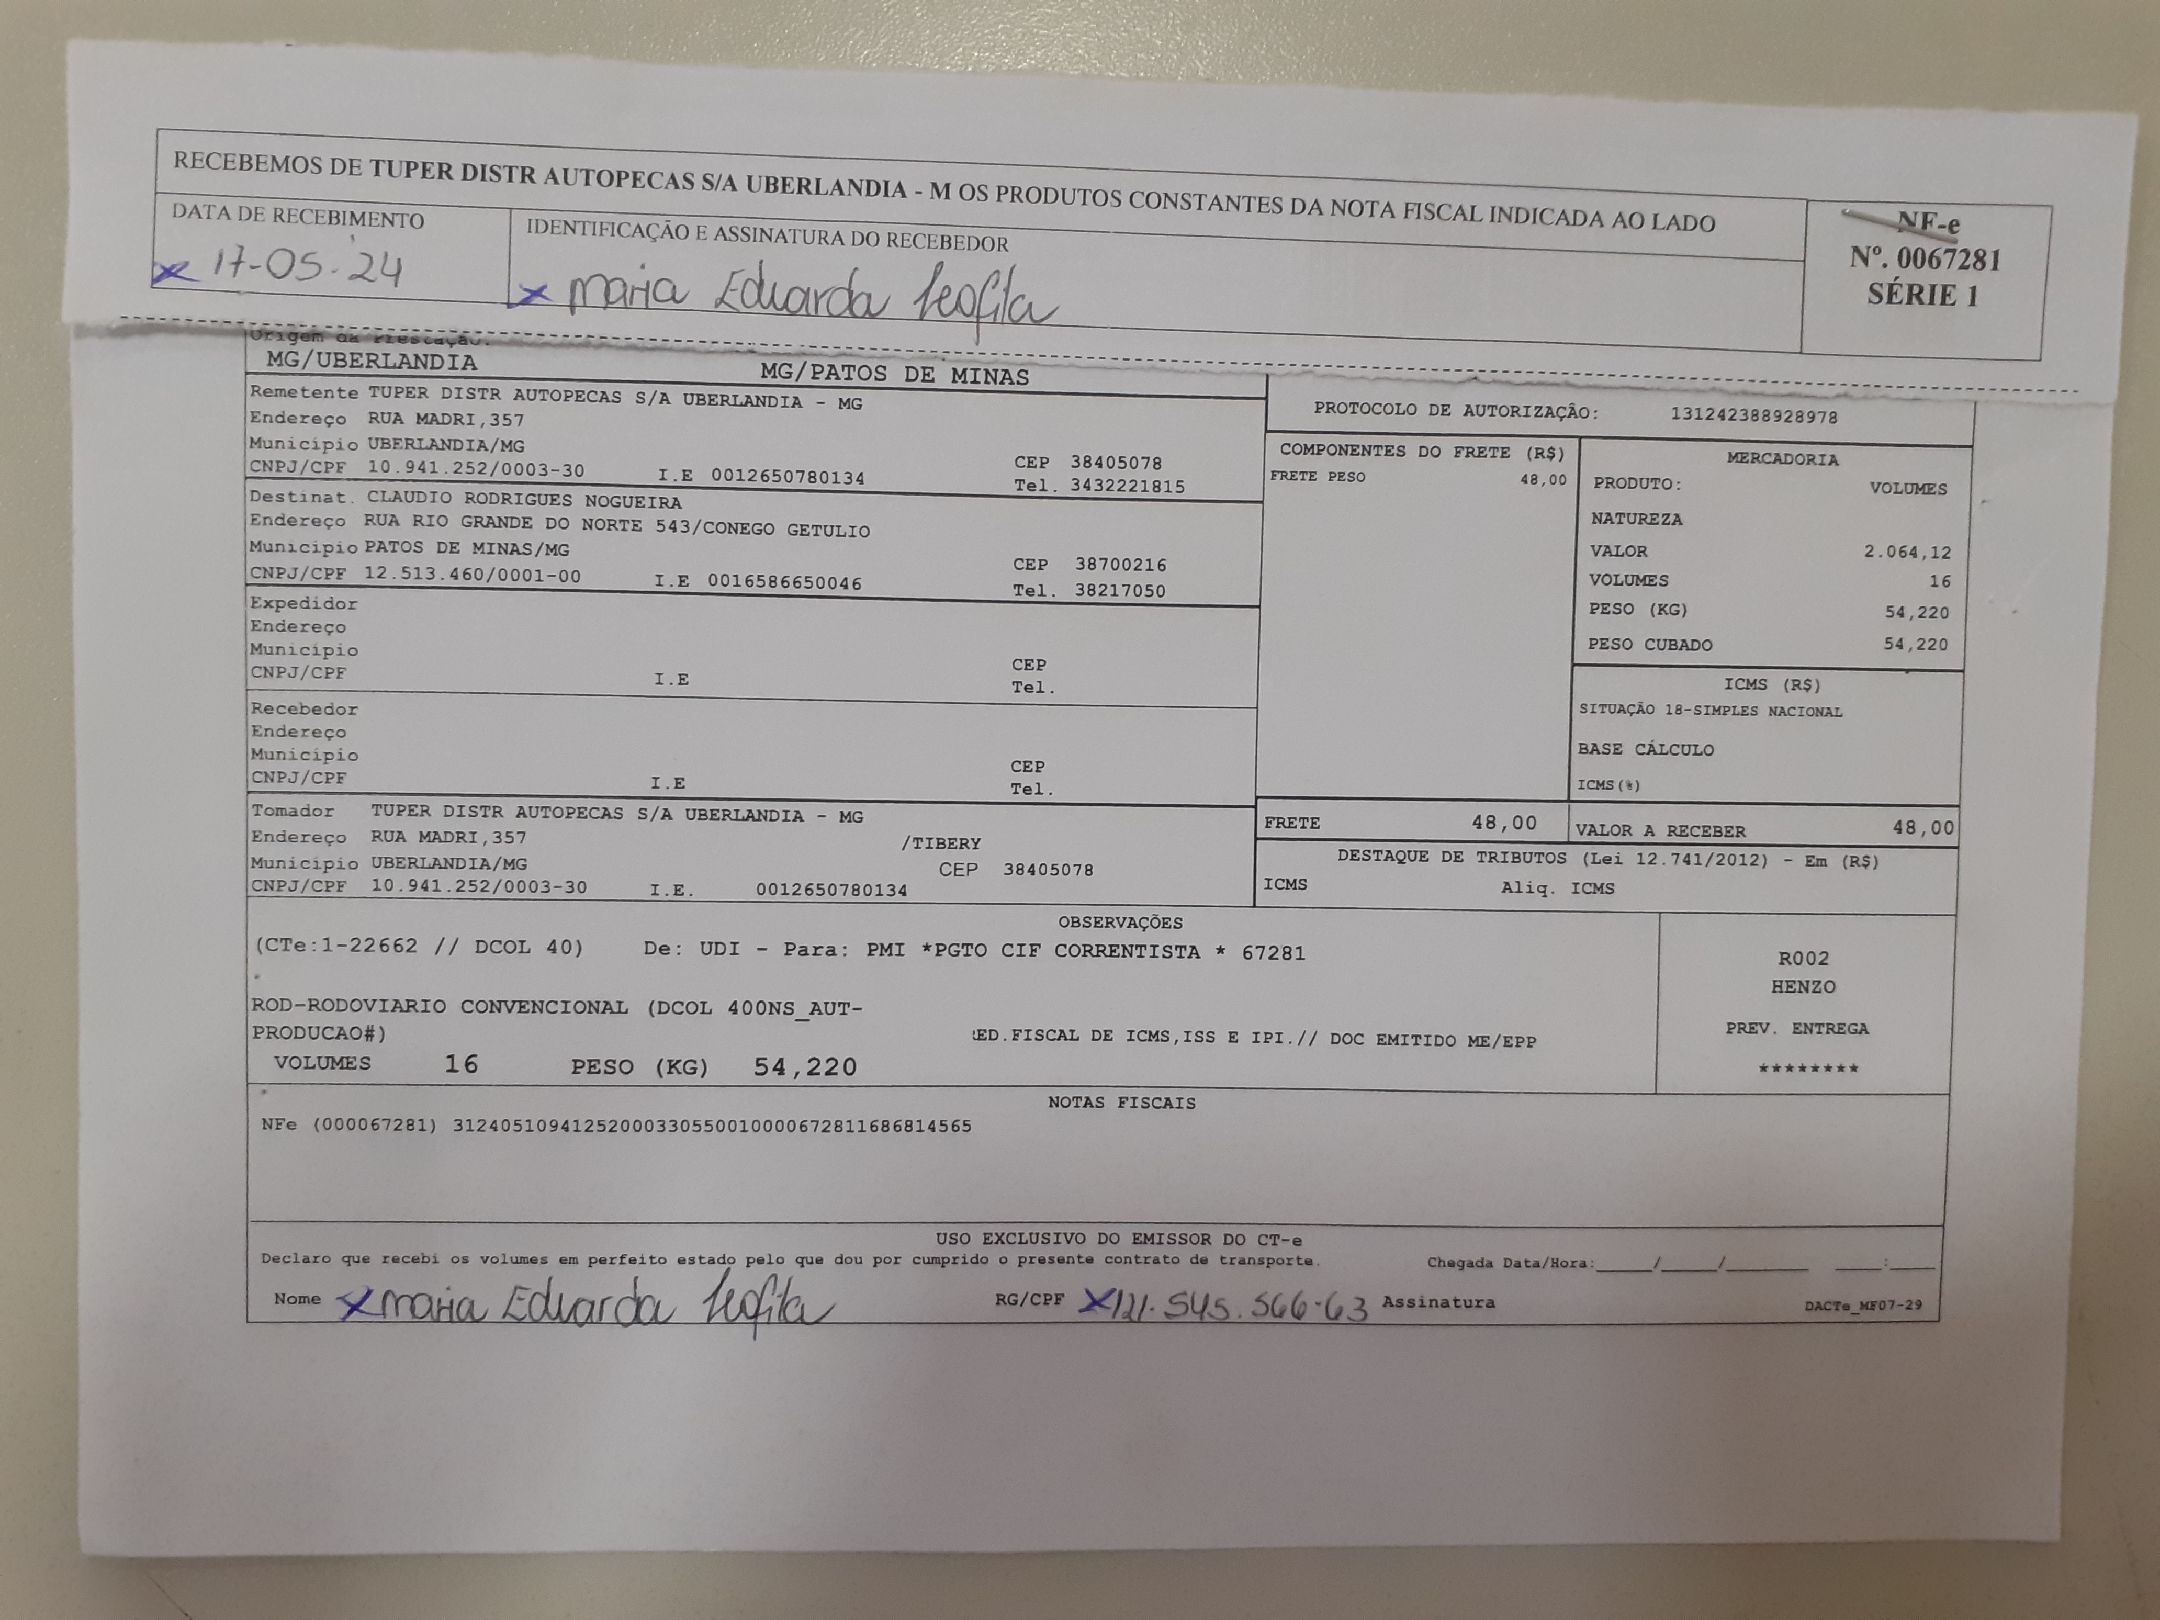 RECEBEMOS DE TUPER DISTR AUTOPECAS S/A UBERLANDIA - M OS PRODUTOS CONSTANTES DA NOTA FISCAL INDICADA AO LADO
DATA DE RECEBIMENTO
x 17-05-24
IDENTIFICAÇÃO E ASSINATURA DO RECEBEDOR
x Maria Eduarda Teofila
NF-e
Nº. 0067281
SÉRIE 1
Origem da Prestação:
MG/UBERLANDIA MG/PATOS DE MINAS
Remetente TUPER DISTR AUTOPECAS S/A UBERLANDIA - MG
Endereço RUA MADRI,357
Município UBERLANDIA/MG CEP 38405078
CNPJ/CPF 10.941.252/0003-30 I.E 0012650780134 Tel. 3432221815
Destinat. CLAUDIO RODRIGUES NOGUEIRA
Endereço RUA RIO GRANDE DO NORTE 543/CONEGO GETULIO
Município PATOS DE MINAS/MG CEP 38700216
CNPJ/CPF 12.513.460/0001-00 I.E 0016586650046 Tel. 38217050
Expedidor
Endereço
Município CEP
CNPJ/CPF I.E Tel.
Recebedor
Endereço
Município CEP
CNPJ/CPF I.E Tel.
Tomador TUPER DISTR AUTOPECAS S/A UBERLANDIA - MG
Endereço RUA MADRI,357 /TIBERY
Município UBERLANDIA/MG CEP 38405078
CNPJ/CPF 10.941.252/0003-30 I.E. 0012650780134
PROTOCOLO DE AUTORIZAÇÃO: 131242388928978
COMPONENTES DO FRETE (R$)
FRETE PESO 48,00
MERCADORIA
PRODUTO: VOLUMES
NATUREZA
VALOR 2.064,12
VOLUMES 16
PESO (KG) 54,220
PESO CUBADO 54,220
ICMS (R$)
SITUAÇÃO 18-SIMPLES NACIONAL
BASE CÁLCULO
ICMS(%)
FRETE 48,00 VALOR A RECEBER 48,00
DESTAQUE DE TRIBUTOS (Lei 12.741/2012) - Em (R$)
ICMS Aliq. ICMS
OBSERVAÇÕES
(CTe:1-22662 // DCOL 40) De: UDI - Para: PMI *PGTO CIF CORRENTISTA * 67281
ROD-RODOVIARIO CONVENCIONAL (DCOL 400NS_AUT-
PRODUCAO#) ED.FISCAL DE ICMS,ISS E IPI.// DOC EMITIDO ME/EPP
VOLUMES 16 PESO (KG) 54,220
R002
HENZO
PREV. ENTREGA
********
NOTAS FISCAIS
NFe (000067281) 31240510941252000330550010000672811686814565
USO EXCLUSIVO DO EMISSOR DO CT-e
Declaro que recebi os volumes em perfeito estado pelo que dou por cumprido o presente contrato de transporte. Chegada Data/Hora:_____/_____/_______ ____:____
Nome x Maria Eduarda Teofila RG/CPF x 121.545.566-63 Assinatura DACTe_MF07-29